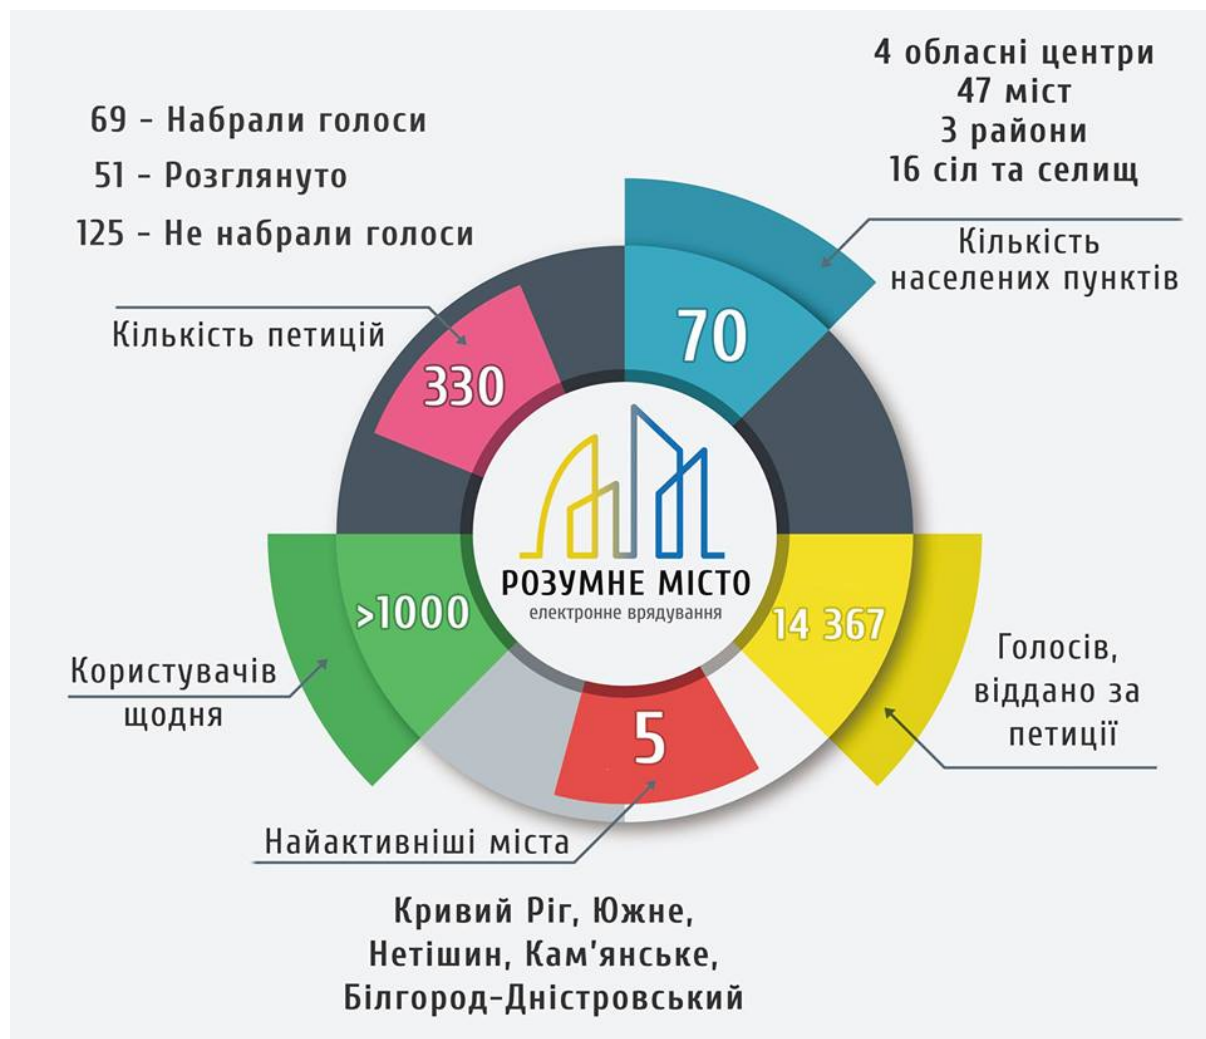 4 обласні центри
47 міст
3 райони
16 сіл та селищ
69 - Набрали голоси
51 - Розглянуто
125 - Не набрали голоси
Кількість
населених пунктів
Кількість петицій
70
330
РОЗУМНЕ МІСТО
електронне врядування
>1000
14 367
Користувачів
щодня
Голосів,
віддано за
петиції
5
Найактивніші міста
Кривий Ріг, Южне,
Нетішин, Кам'янське,
Білгород-Дністровський